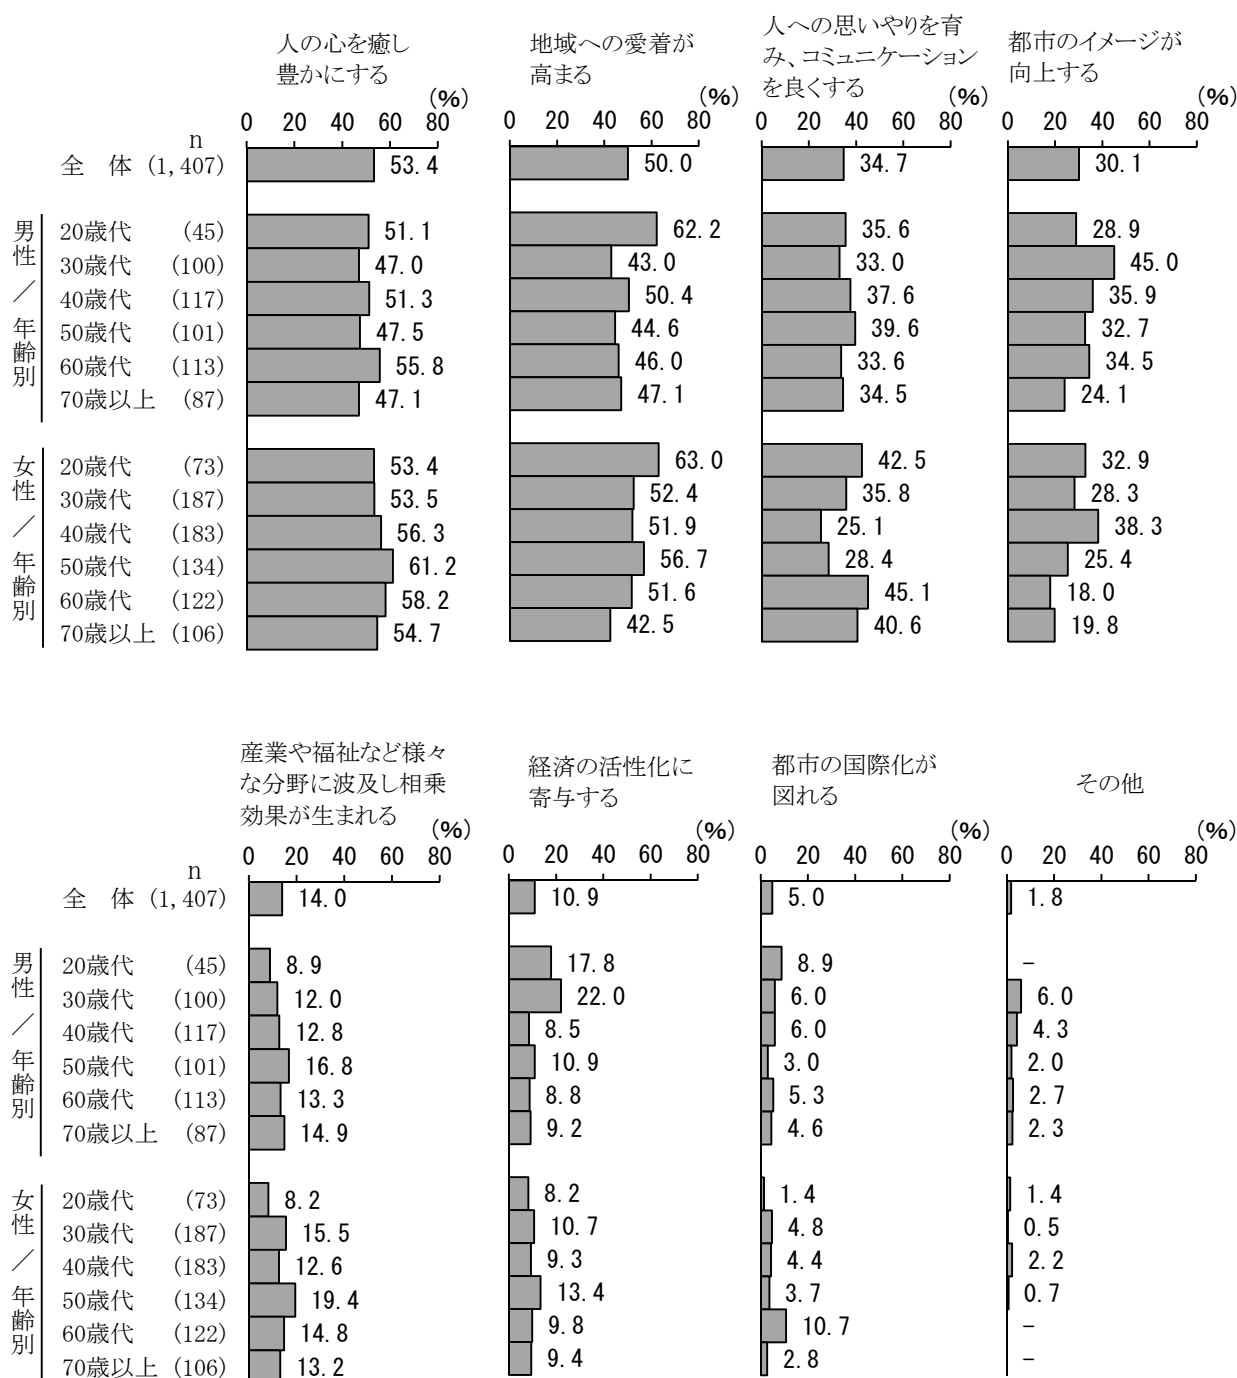 人の心を癒し
豊かにする
地域への愛着が
高まる
人への思いやりを育
み、コミュニケーション
を良くする
都市のイメージが
向上する
(%) (%) (%) (%)
0 20 40 60 80 0 20 40 60 80 0 20 40 60 80 0 20 40 60 80
n
全 体 (1,407) 53.4 50.0 34.7 30.1
男性/年齢別
20歳代 (45) 51.1 62.2 35.6 28.9
30歳代 (100) 47.0 43.0 33.0 45.0
40歳代 (117) 51.3 50.4 37.6 35.9
50歳代 (101) 47.5 44.6 39.6 32.7
60歳代 (113) 55.8 46.0 33.6 34.5
70歳以上 (87) 47.1 47.1 34.5 24.1
女性/年齢別
20歳代 (73) 53.4 63.0 42.5 32.9
30歳代 (187) 53.5 52.4 35.8 28.3
40歳代 (183) 56.3 51.9 25.1 38.3
50歳代 (134) 61.2 56.7 28.4 25.4
60歳代 (122) 58.2 51.6 45.1 18.0
70歳以上 (106) 54.7 42.5 40.6 19.8
産業や福祉など様々
な分野に波及し相乗
効果が生まれる
経済の活性化に
寄与する
都市の国際化が
図れる
その他
(%) (%) (%) (%)
0 20 40 60 80 0 20 40 60 80 0 20 40 60 80 0 20 40 60 80
n
全 体 (1,407) 14.0 10.9 5.0 1.8
男性/年齢別
20歳代 (45) 8.9 17.8 8.9 –
30歳代 (100) 12.0 22.0 6.0 6.0
40歳代 (117) 12.8 8.5 6.0 4.3
50歳代 (101) 16.8 10.9 3.0 2.0
60歳代 (113) 13.3 8.8 5.3 2.7
70歳以上 (87) 14.9 9.2 4.6 2.3
女性/年齢別
20歳代 (73) 8.2 8.2 1.4 1.4
30歳代 (187) 15.5 10.7 4.8 0.5
40歳代 (183) 12.6 9.3 4.4 2.2
50歳代 (134) 19.4 13.4 3.7 0.7
60歳代 (122) 14.8 9.8 10.7 –
70歳以上 (106) 13.2 9.4 2.8 –